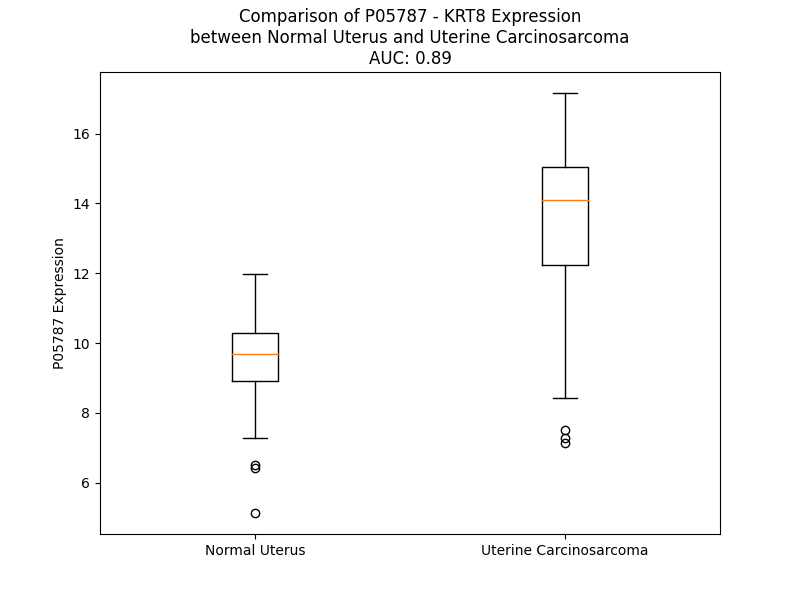 Comparison of P05787 - KRT8 Expression
between Normal Uterus and Uterine Carcinosarcoma
AUC: 0.89
16
14
12
10
8
6
P05787 Expression
Normal Uterus
Uterine Carcinosarcoma